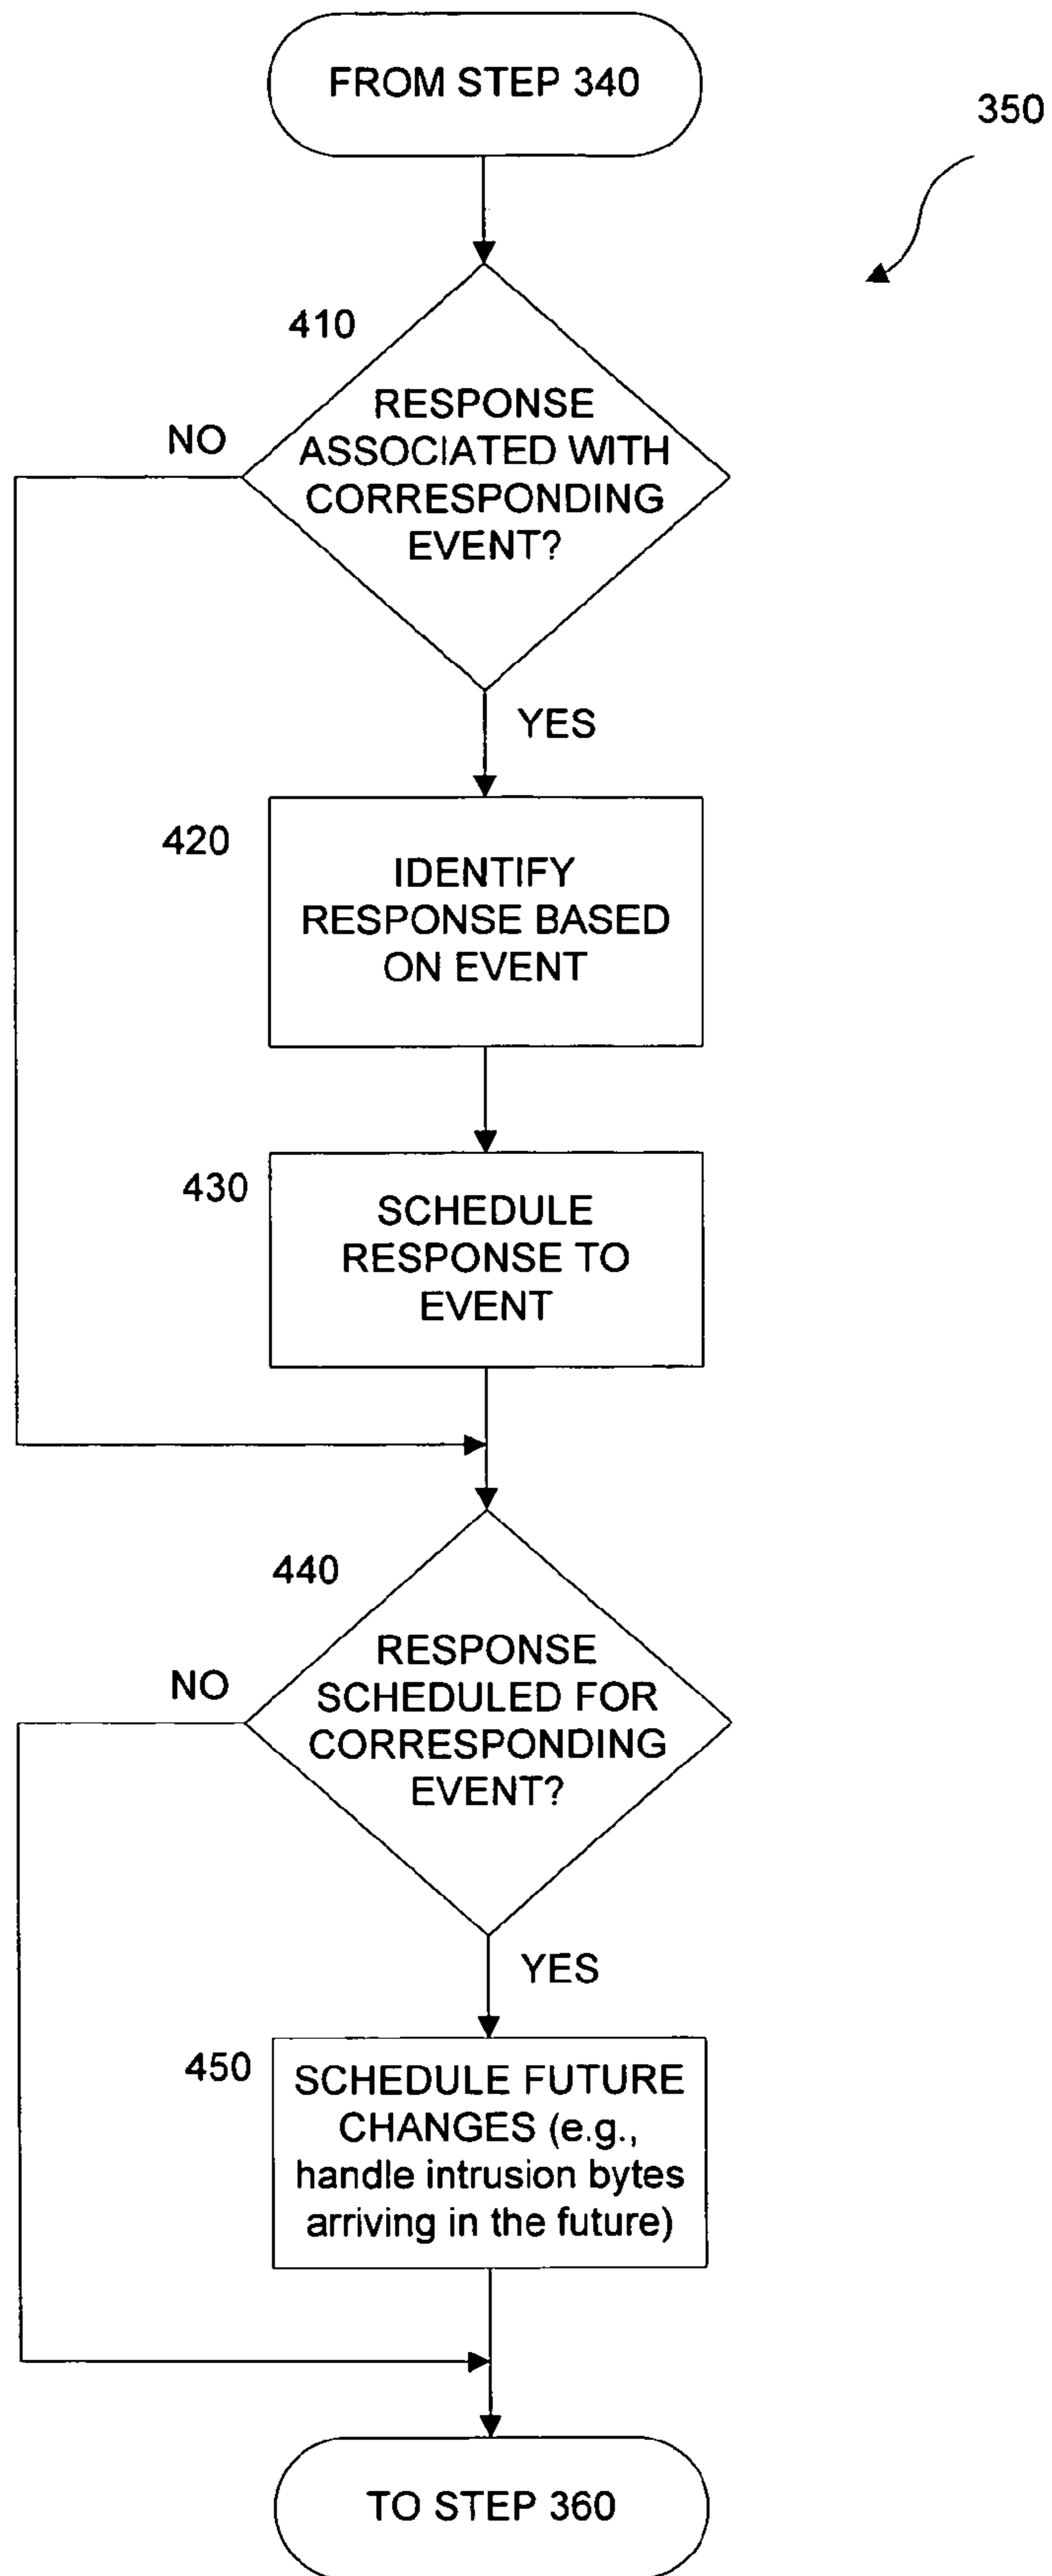 FROM STEP 340
350
410
RESPONSE
NO
ASSOCIATED WITH
CORRESPONDING
EVENT?
YES
420
IDENTIFY
RESPONSE BASED
ON EVENT
430
SCHEDULE
RESPONSE TO
EVENT
440
RESPONSE
NO
SCHEDULED FOR
CORRESPONDING
EVENT?
YES
450
SCHEDULE FUTURE
CHANGES (e.g.,
handle intrusion bytes
arriving in the future)
TO STEP 360